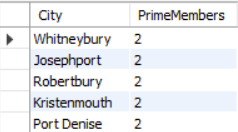 City PrimeMembers
Whitneybury 2
Josephport 2
Robertbury 2
Kristenmouth 2
Port Denise 2